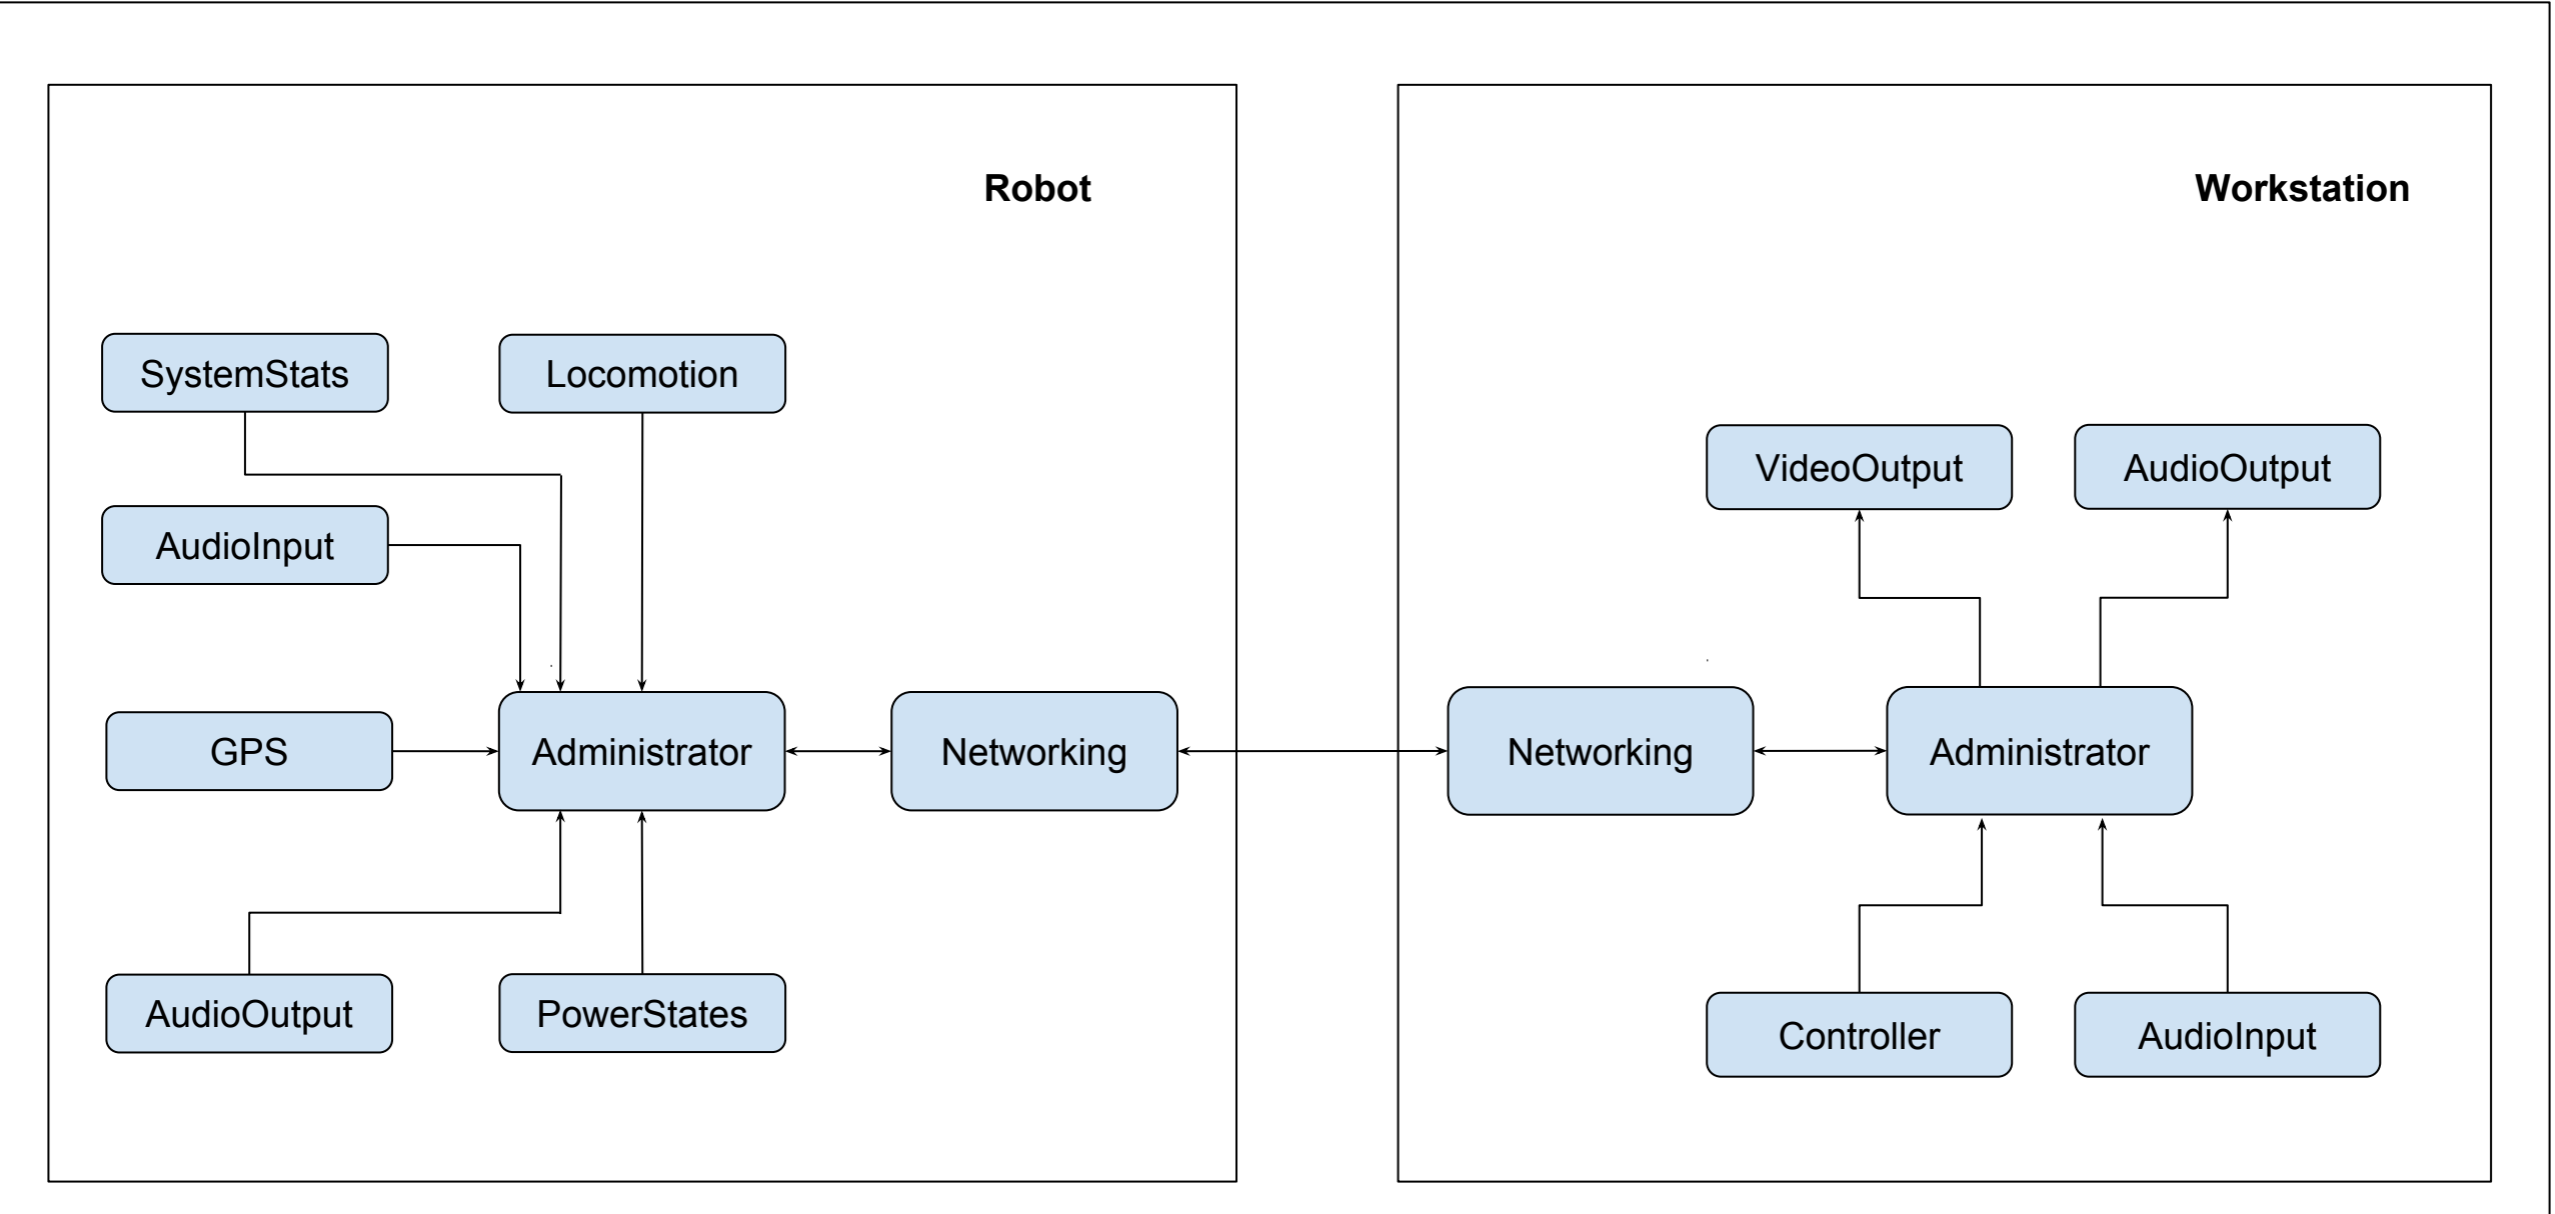 Robot
Workstation
SystemStats
Locomotion
VideoOutput
AudioOutput
AudioInput
GPS
Administrator
Networking
Networking
Administrator
AudioOutput
PowerStates
Controller
AudioInput